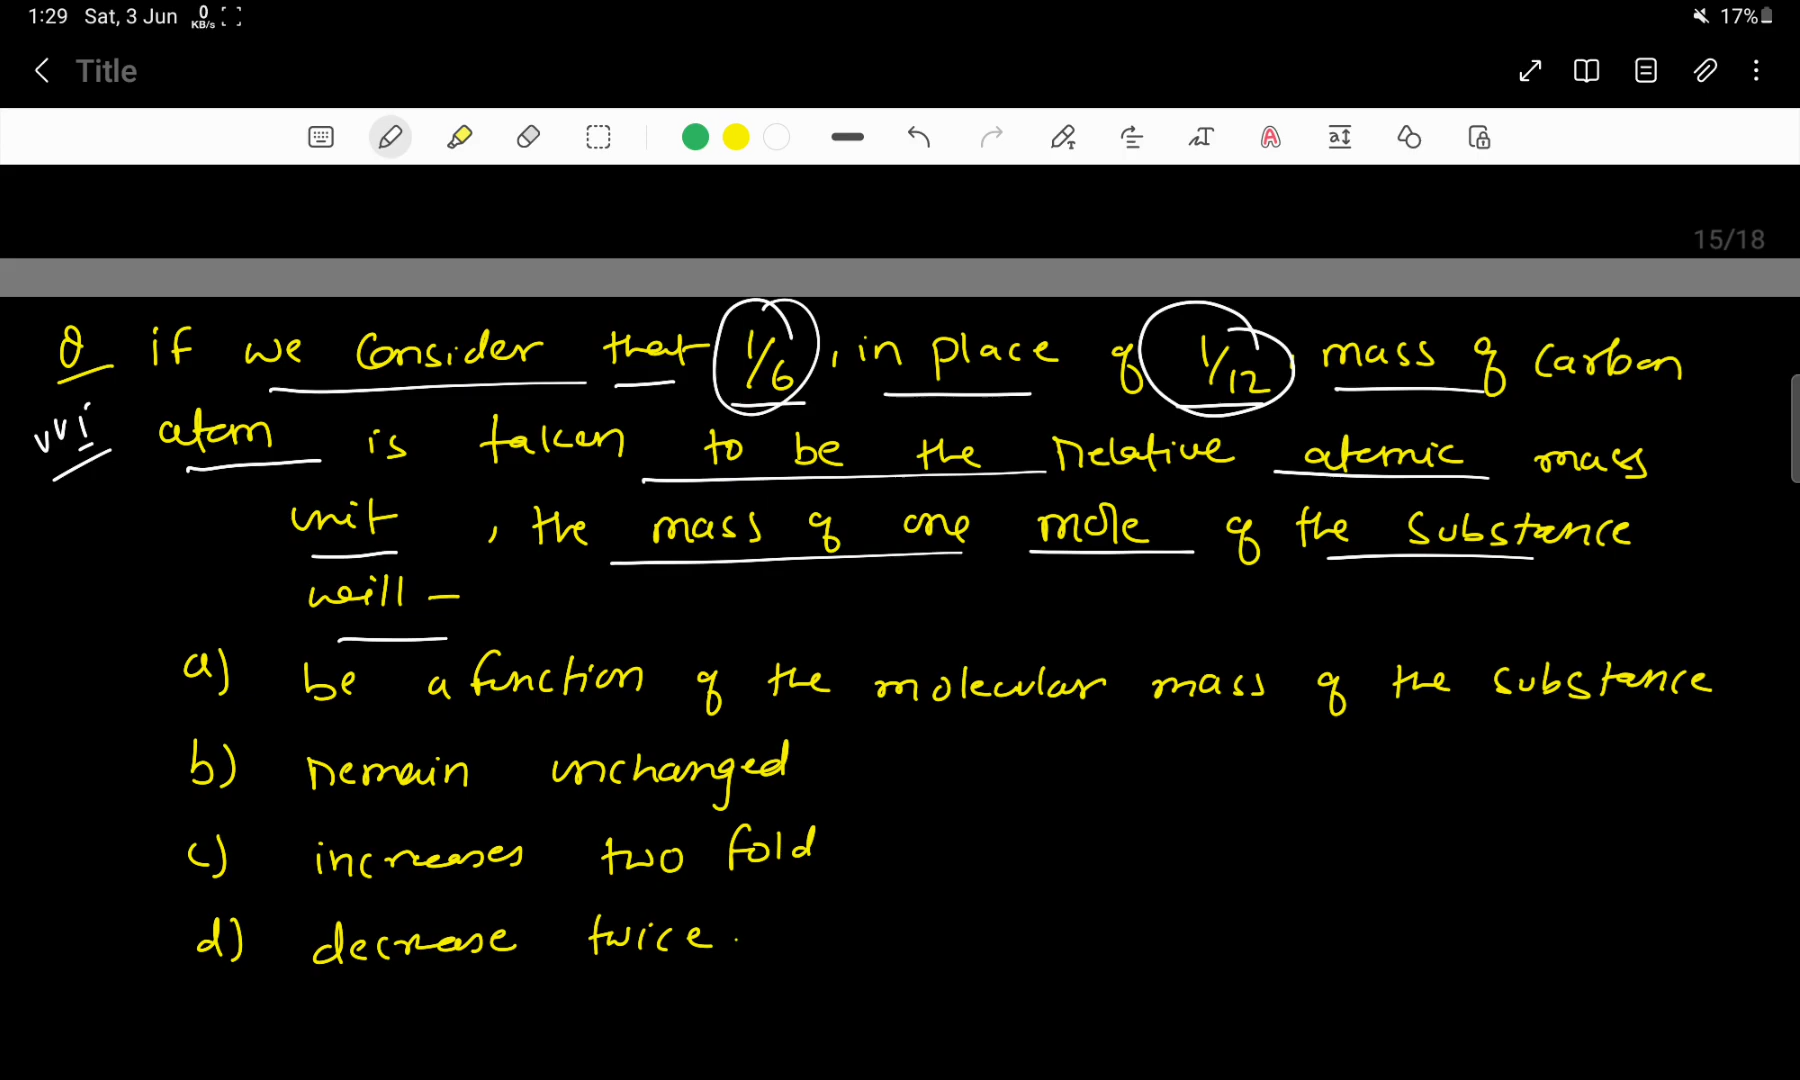 1:29 Sat, 3 Jun 0 KB/s 17%
Title
15/18
Q if we consider that 1/6, in place of 1/12 mass of carbon
vvi atom is taken to be the relative atomic mass
unit, the mass of one mole of the substance
will –
a) be a function of the molecular mass of the substance
b) remain unchanged
c) increases two fold
d) decrease twice.